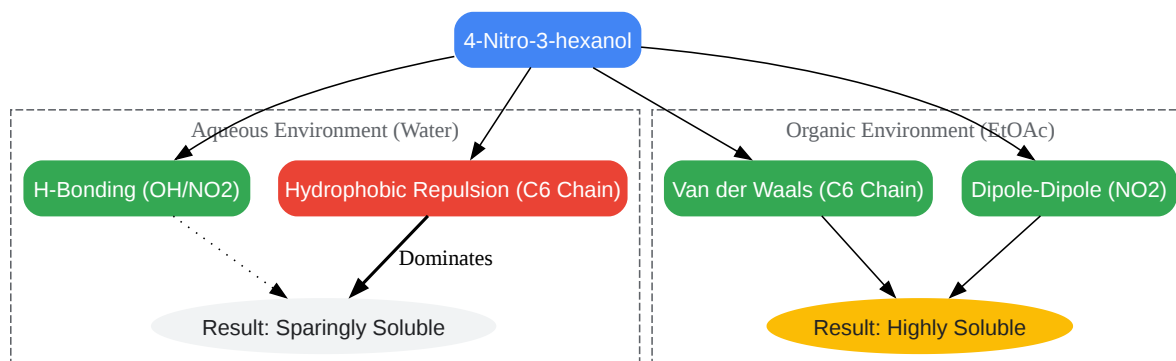 4-Nitro-3-hexanol
Aqueous Environment (Water)
Organic Environment (EtOAc)
H-Bonding (OH/NO2)
Hydrophobic Repulsion (C6 Chain)
Van der Waals (C6 Chain)
Dipole-Dipole (NO2)
Dominates
Result: Sparingly Soluble
Result: Highly Soluble